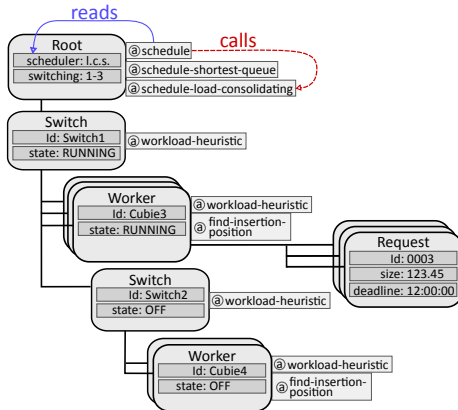 reads
Root
scheduler: l.c.s.
switching: 1-3
@schedule
calls
@schedule-shortest-queue
@schedule-load-consolidating
Switch
Id: Switch1
state: RUNNING
@workload-heuristic
Worker
Id: Cubie3
state: RUNNING
@workload-heuristic
@find-insertion-
position
Request
Id: 0003
size: 123.45
deadline: 12:00:00
Switch
Id: Switch2
state: OFF
@workload-heuristic
Worker
Id: Cubie4
state: OFF
@workload-heuristic
@find-insertion-
position